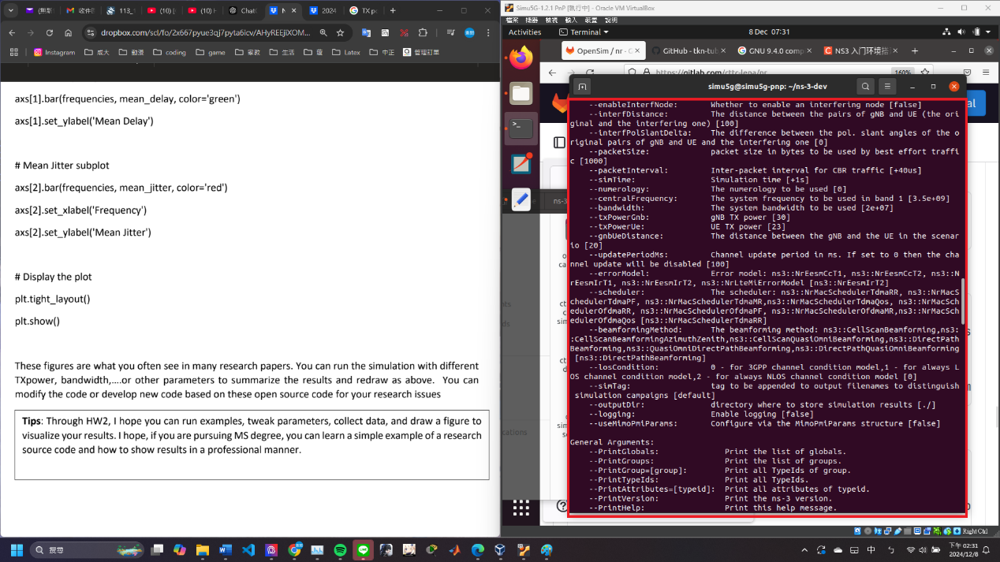 Simu5G-1.2.1 PnP [執行中] - Oracle VM VirtualBox
檔案 機器 檢視 輸入 裝置 說明
Activities
Terminal
8 Dec 07:31
(無新
收件
113_
(10)
(10)
Chat
N
2024
TX p
dropbox.com/scl/fo/2x667pyue3qj7pyta6icv/AHyREEjiXOM...
Instagram
成大
動漫
coding
game
家教
生活
Latex
中正
管理訂單
axs[1].bar(frequencies, mean_delay, color='green')
axs[1].set_ylabel('Mean Delay')
# Mean Jitter subplot
axs[2].bar(frequencies, mean_jitter, color='red')
axs[2].set_xlabel('Frequency')
axs[2].set_ylabel('Mean Jitter')
# Display the plot
plt.tight_layout()
plt.show()
These figures are what you often see in many research papers. You can run the simulation with different
TXpower, bandwidth,....or other parameters to summarize the results and redraw as above. You can
modify the code or develop new code based on these open source code for your research issues
Tips: Through HW2, I hope you can run examples, tweak parameters, collect data, and draw a figure to
visualize your results. I hope, if you are pursuing MS degree, you can learn a simple example of a research
source code and how to show results in a professional manner.
OpenSim / nr · G
GitHub - tkn-tub
GNU 9.4.0 comp
NS3 入门环境搭
https://gitlab.com/cttc-lena/nr
160%
simu5g@simu5g-pnp: ~/ns-3-dev
--enableInterfNode: Whether to enable an interfering node [false]
--interfDistance: The distance between the pairs of gNB and UE (the ori
ginal and the interfering one) [100]
--interfPolSlantDelta: The difference between the pol. slant angles of the o
riginal pairs of gNB and UE and the interfering one [0]
--packetSize: packet size in bytes to be used by best effort traffi
c [1000]
--packetInterval: Inter-packet interval for CBR traffic [+40us]
--simTime: Simulation time [+1s]
--numerology: The numerology to be used [0]
--centralFrequency: The system frequency to be used in band 1 [3.5e+09]
--bandwidth: The system bandwidth to be used [2e+07]
--txPowerGnb: gNB TX power [30]
--txPowerUe: UE TX power [23]
--gnbUeDistance: The distance between the gNB and the UE in the scenar
io [20]
--updatePeriodMs: Channel update period in ms. If set to 0 then the cha
nnel update will be disabled [100]
--errorModel: Error model: ns3::NrEesmCcT1, ns3::NrEesmCcT2, ns3::N
rEesmIrT1, ns3::NrEesmIrT2, ns3::NrLteMiErrorModel [ns3::NrEesmIrT2]
--scheduler: The scheduler: ns3::NrMacSchedulerTdmaRR, ns3::NrMacS
chedulerTdmaPF, ns3::NrMacSchedulerTdmaMR,ns3::NrMacSchedulerTdmaQos, ns3::NrMacSch
edulerOfdmaRR, ns3::NrMacSchedulerOfdmaPF, ns3::NrMacSchedulerOfdmaMR,ns3::NrMacSch
edulerOfdmaQos [ns3::NrMacSchedulerTdmaRR]
--beamformingMethod: The beamforming method: ns3::CellScanBeamforming,ns3:
:CellScanBeamformingAzimuthZenith,ns3::CellScanQuasiOmniBeamforming,ns3::DirectPath
Beamforming,ns3::QuasiOmniDirectPathBeamforming,ns3::DirectPathQuasiOmniBeamforming
[ns3::DirectPathBeamforming]
--losCondition: 0 - for 3GPP channel condition model,1 - for always L
OS channel condition model,2 - for always NLOS channel condition model [0]
--simTag: tag to be appended to output filenames to distinguish
simulation campaigns [default]
--outputDir: directory where to store simulation results [./]
--logging: Enable logging [false]
--useMimoPmiParams: Configure via the MimoPmiParams structure [false]
General Arguments:
--PrintGlobals: Print the list of globals.
--PrintGroups: Print the list of groups.
--PrintGroup=[group]: Print all TypeIds of group.
--PrintTypeIds: Print all TypeIds.
--PrintAttributes=[typeid]: Print all attributes of typeid.
--PrintVersion: Print the ns-3 version.
--PrintHelp: Print this help message.
Right Ctrl
搜尋
中
下午 02:31
2024/12/8